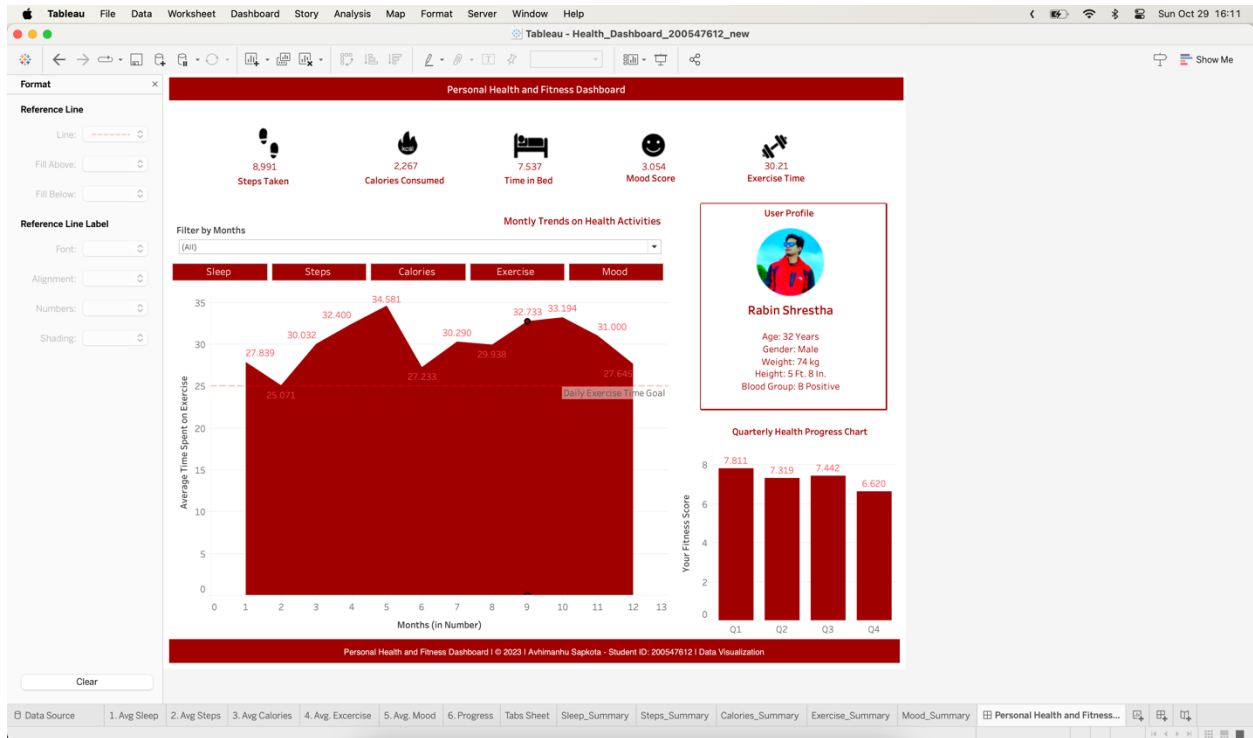 Tableau File Data Worksheet Dashboard Story Analysis Map Format Server Window Help Sun Oct 29 16:11
Tableau - Health_Dashboard_200547612_new
Show Me
Format
Reference Line
Line:
Fill Above:
Fill Below:
Reference Line Label
Font:
Alignment:
Numbers:
Shading:
Clear
Personal Health and Fitness Dashboard
kcal
8,991 2,267 7.537 3.054 30.21
Steps Taken Calories Consumed Time in Bed Mood Score Exercise Time
Montly Trends on Health Activities
Filter by Months
(All)
Sleep Steps Calories Exercise Mood
Average Time Spent on Exercise
35
30
25
20
15
10
5
0
27.839
25.071
30.032
32.400
34.581
27.233
30.290
29.938
32.733
33.194
31.000
27.645
Daily Exercise Time Goal
0 1 2 3 4 5 6 7 8 9 10 11 12 13
Months (in Number)
User Profile
Rabin Shrestha
Age: 32 Years
Gender: Male
Weight: 74 kg
Height: 5 Ft. 8 In.
Blood Group: B Positive
Quarterly Health Progress Chart
Your Fitness Score
8
6
4
2
0
7.811 7.319 7.442 6.620
Q1 Q2 Q3 Q4
Personal Health and Fitness Dashboard I © 2023 I Avhimanhu Sapkota - Student ID: 200547612 I Data Visualization
Data Source 1. Avg Sleep 2. Avg Steps 3. Avg Calories 4. Avg. Excercise 5. Avg. Mood 6. Progress Tabs Sheet Sleep_Summary Steps_Summary Calories_Summary Exercise_Summary Mood_Summary Personal Health and Fitness...